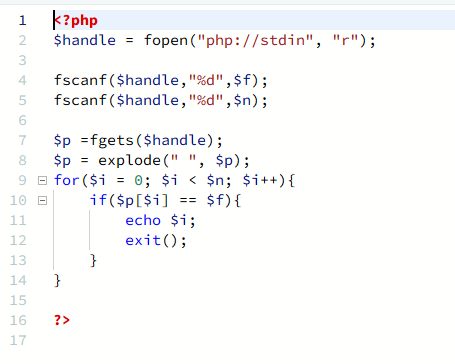 1 <?php
2 $handle = fopen("php://stdin", "r");
3
4 fscanf($handle,"%d",$f);
5 fscanf($handle,"%d",$n);
6
7 $p =fgets($handle);
8 $p = explode(" ", $p);
9 for($i = 0; $i < $n; $i++){
10 if($p[$i] == $f){
11 echo $i;
12 exit();
13 }
14 }
15
16 ?>
17